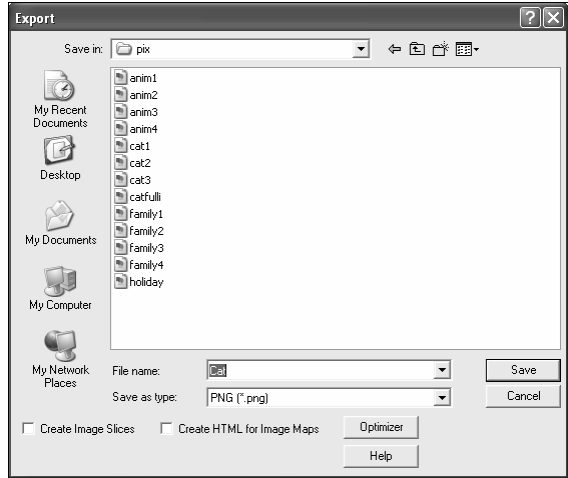 Export
Save in: pix
My Recent
Documents
Desktop
My Documents
My Computer
My Network
Places
anim1
anim2
anim3
anim4
cat1
cat2
cat3
catfulli
family1
family2
family3
family4
holiday
File name: Cat
Save
Save as type: PNG (*.png)
Cancel
Create Image Slices
Create HTML for Image Maps
Optimizer
Help